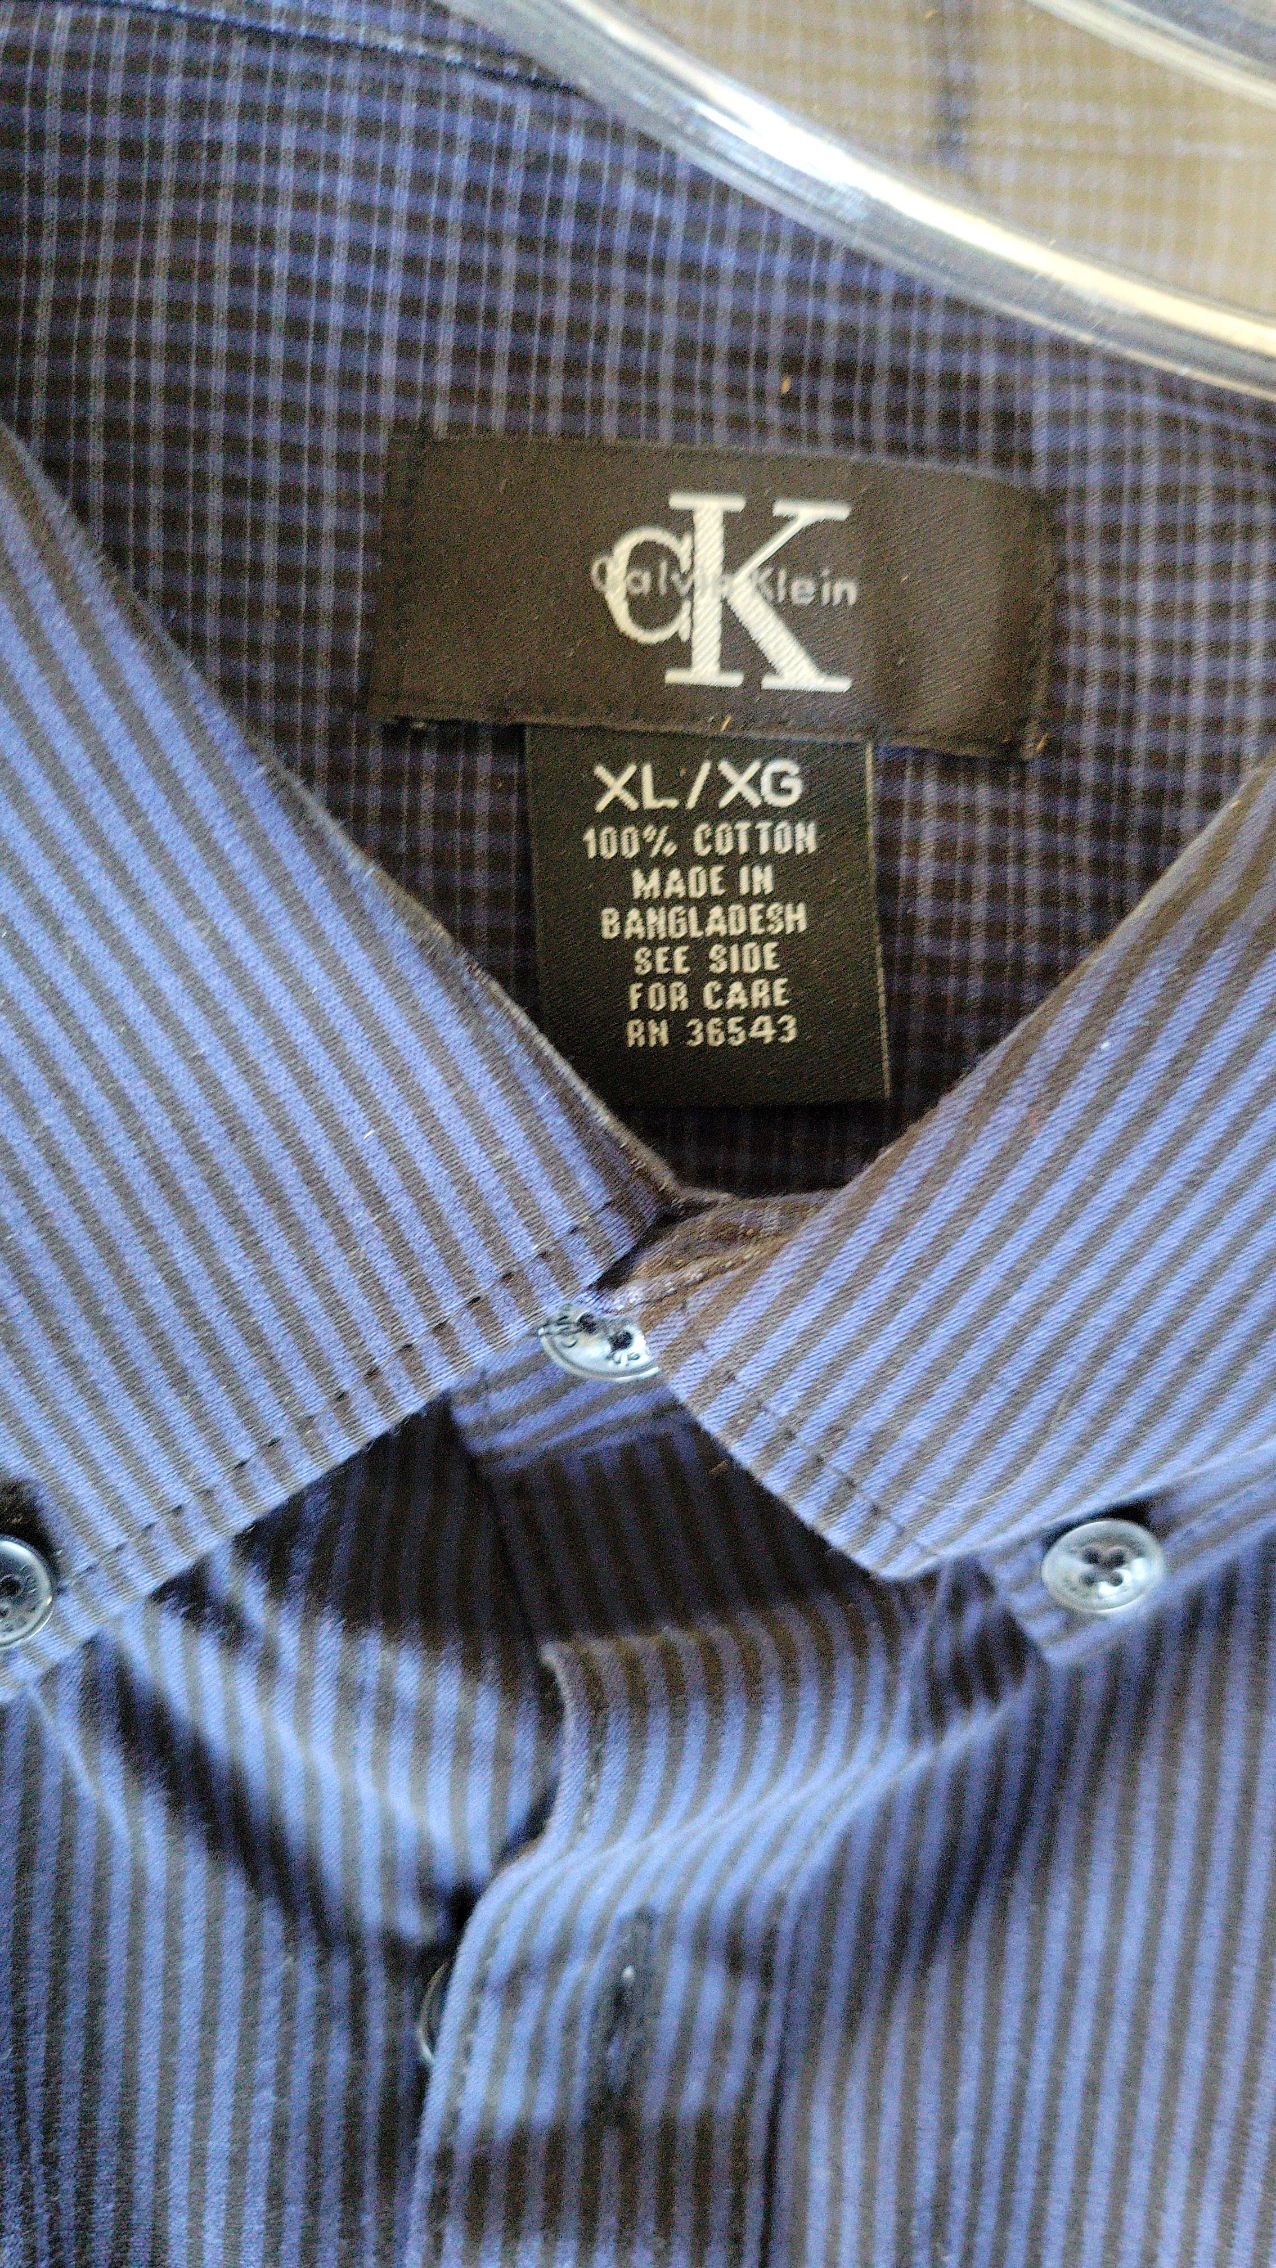 CK
Calvin Klein
XL/XG
100% COTTON
MADE IN
BANGLADESH
SEE SIDE
FOR CARE
RN 36543